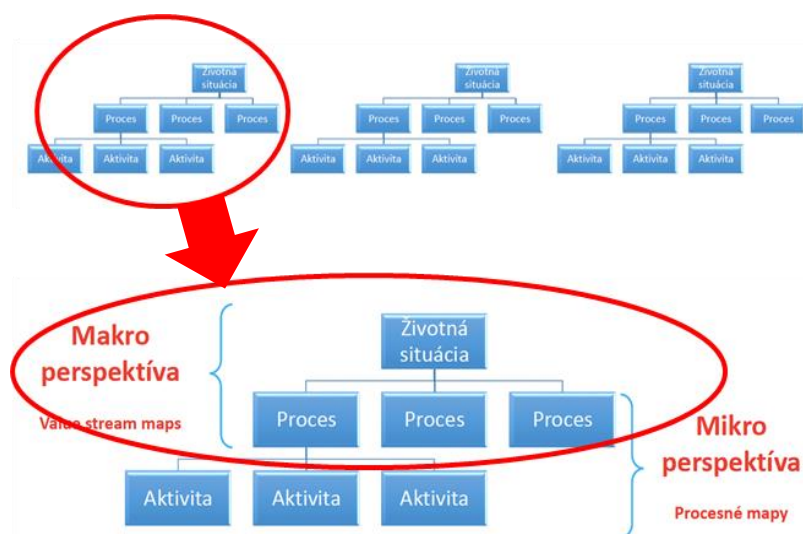 Životná
situácia
Životná
situácia
Životná
situácia
Proces Proces Proces
Proces Proces Proces
Proces Proces Proces
Aktivita Aktivita Aktivita
Aktivita Aktivita Aktivita
Aktivita Aktivita Aktivita
Makro
perspektíva
Value stream maps
Životná
situácia
Proces Proces Proces
Mikro
perspektíva
Aktivita Aktivita Aktivita
Procesné mapy